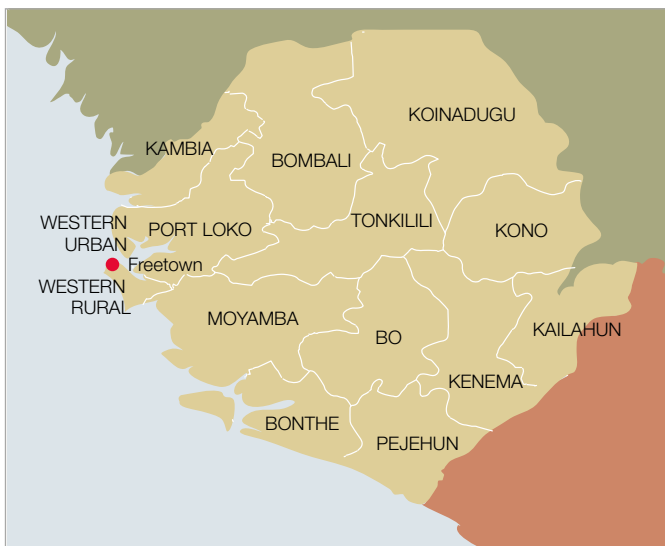 KOINADUGU
KAMBIA
BOMBALI
TONKILILI
WESTERN
URBAN
PORT LOKO
KONO
Freetown
WESTERN
RURAL
MOYAMBA
BO
KAILAHUN
KENEMA
BONTHE
PEJEHUN